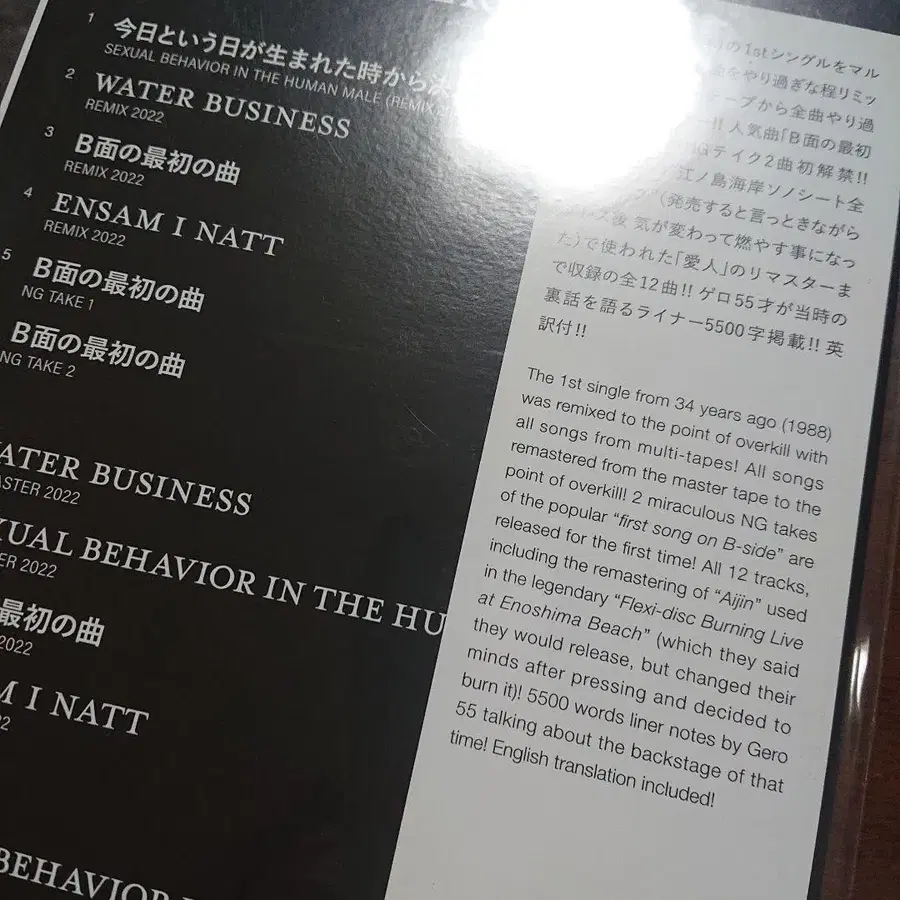 1
今日という日が生まれた時から決
SEXUAL BEHAVIOR IN THE HUMAN MALE (REMIX
2
WATER BUSINESS
REMIX 2022
3
B面の最初の曲
REMIX 2022
4
ENSAM I NATT
REMIX 2022
5
B面の最初の曲
NG TAKE 1
B面の最初の曲
NG TAKE 2
ATER BUSINESS
ASTER 2022
XUAL BEHAVIOR IN THE HU
ER 2022
最初の曲
2022
M I NATT
BEHAVIOR
)の1stシングルをマル
をやり過ぎな程リミッ
ープから全曲やり過
!! 人気曲「B面の最初
NGテイク2曲初解禁!!
江ノ島海岸ソノシート全
(発売すると言っときながら
プレス後 気が変わって燃やす事になっ
た)で使われた「愛人」のリマスターま
で収録の全12曲!! ゲロ55才が当時の
裏話を語るライナー5500字掲載!! 英
訳付!!
The 1st single from 34 years ago (1988)
was remixed to the point of overkill with
all songs from multi-tapes! All songs
remastered from the master tape to the
point of overkill! 2 miraculous NG takes
of the popular “first song on B-side” are
released for the first time! All 12 tracks,
including the remastering of “Aijin” used
in the legendary “Flexi-disc Burning Live
at Enoshima Beach” (which they said
they would release, but changed their
minds after pressing and decided to
burn it)! 5500 words liner notes by Gero
55 talking about the backstage of that
time! English translation included!